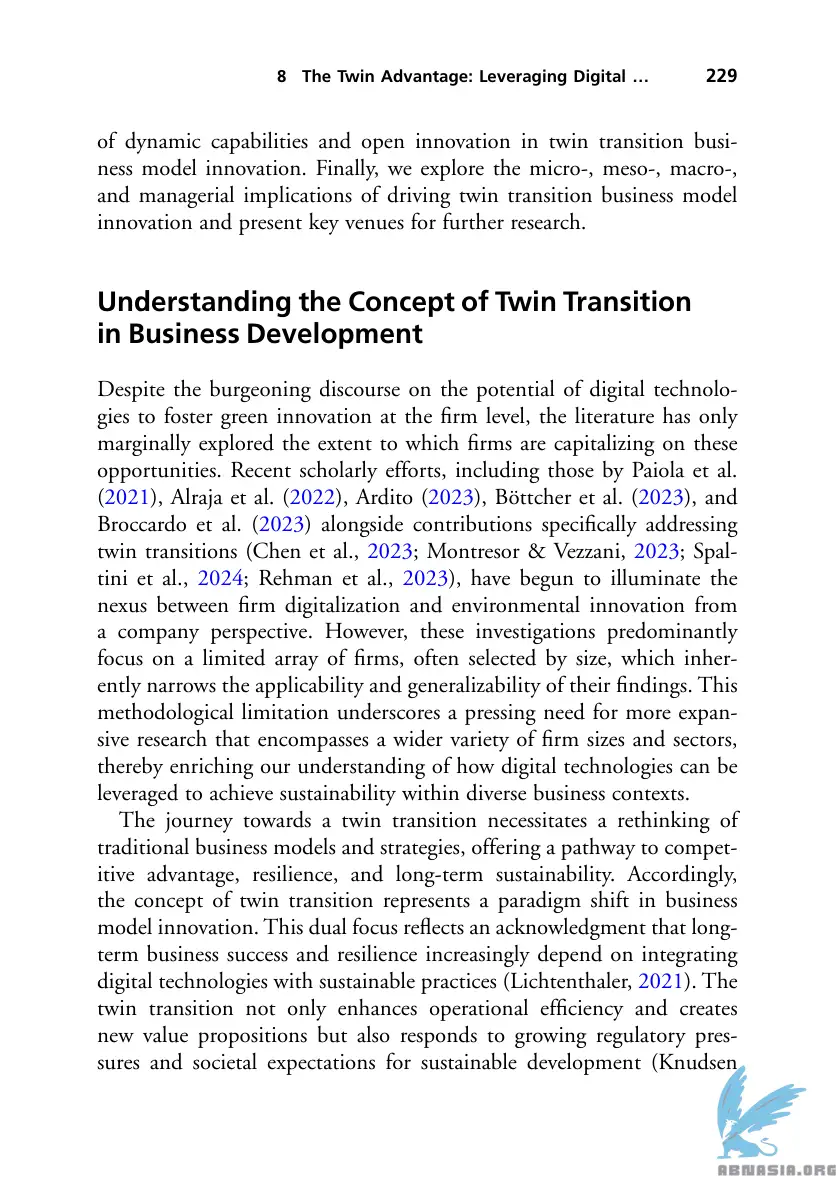 8 The Twin Advantage: Leveraging Digital … 229
of dynamic capabilities and open innovation in twin transition busi-
ness model innovation. Finally, we explore the micro-, meso-, macro-,
and managerial implications of driving twin transition business model
innovation and present key venues for further research.
Understanding the Concept of Twin Transition
in Business Development
Despite the burgeoning discourse on the potential of digital technolo-
gies to foster green innovation at the firm level, the literature has only
marginally explored the extent to which firms are capitalizing on these
opportunities. Recent scholarly efforts, including those by Paiola et al.
(2021), Alraja et al. (2022), Ardito (2023), Böttcher et al. (2023), and
Broccardo et al. (2023) alongside contributions specifically addressing
twin transitions (Chen et al., 2023; Montresor & Vezzani, 2023; Spal-
tini et al., 2024; Rehman et al., 2023), have begun to illuminate the
nexus between firm digitalization and environmental innovation from
a company perspective. However, these investigations predominantly
focus on a limited array of firms, often selected by size, which inher-
ently narrows the applicability and generalizability of their findings. This
methodological limitation underscores a pressing need for more expan-
sive research that encompasses a wider variety of firm sizes and sectors,
thereby enriching our understanding of how digital technologies can be
leveraged to achieve sustainability within diverse business contexts.
The journey towards a twin transition necessitates a rethinking of
traditional business models and strategies, offering a pathway to compet-
itive advantage, resilience, and long-term sustainability. Accordingly,
the concept of twin transition represents a paradigm shift in business
model innovation. This dual focus reflects an acknowledgment that long-
term business success and resilience increasingly depend on integrating
digital technologies with sustainable practices (Lichtenthaler, 2021). The
twin transition not only enhances operational efficiency and creates
new value propositions but also responds to growing regulatory pres-
sures and societal expectations for sustainable development (Knudsen
ABNASIA.ORG